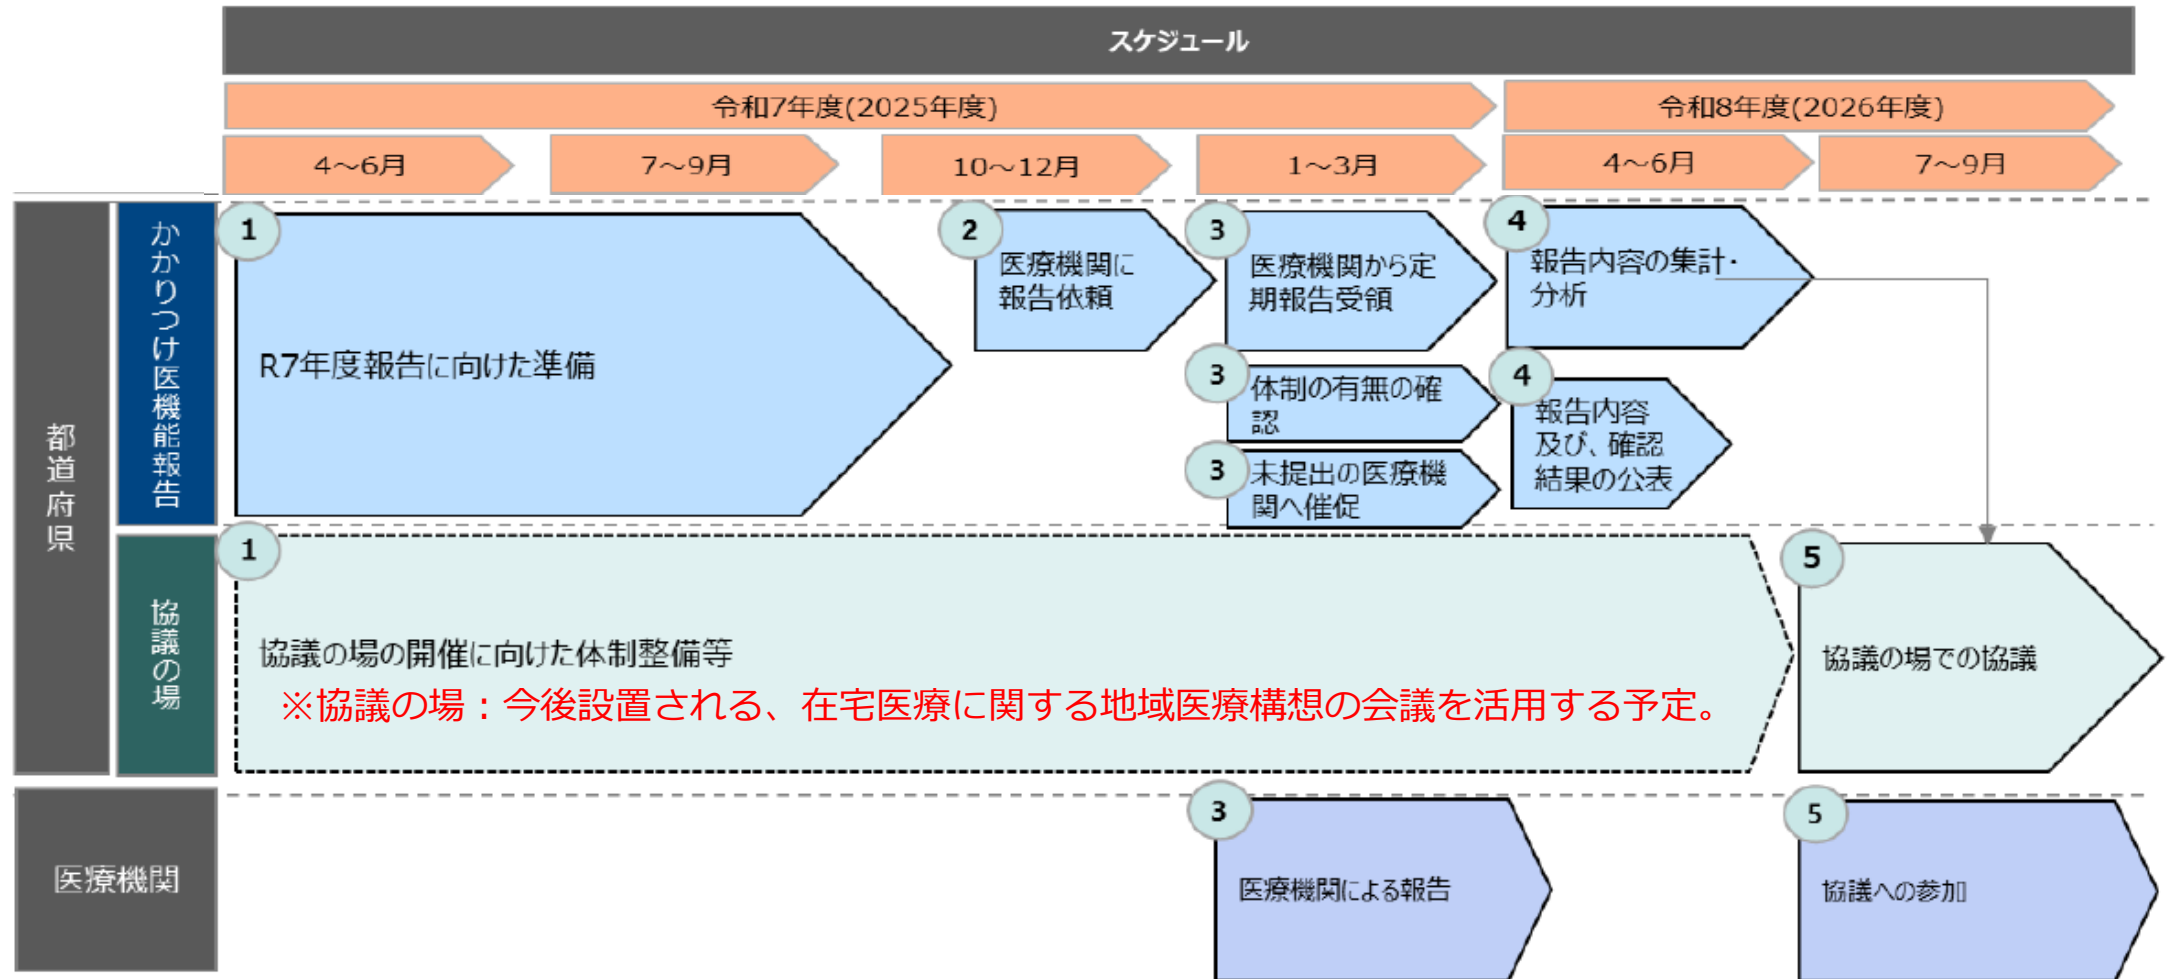 スケジュール
令和7年度(2025年度)
令和8年度(2026年度)
4～6月
7～9月
10～12月
1～3月
4～6月
7～9月
都道府県
かかりつけ医機能報告
1
R7年度報告に向けた準備
2
医療機関に
報告依頼
3
医療機関から定
期報告受領
3
体制の有無の確
認
3
未提出の医療機
関へ催促
4
報告内容の集計・
分析
4
報告内容
及び、確認
結果の公表
協議の場
1
協議の場の開催に向けた体制整備等
※協議の場：今後設置される、在宅医療に関する地域医療構想の会議を活用する予定。
5
協議の場での協議
医療機関
3
医療機関による報告
5
協議への参加